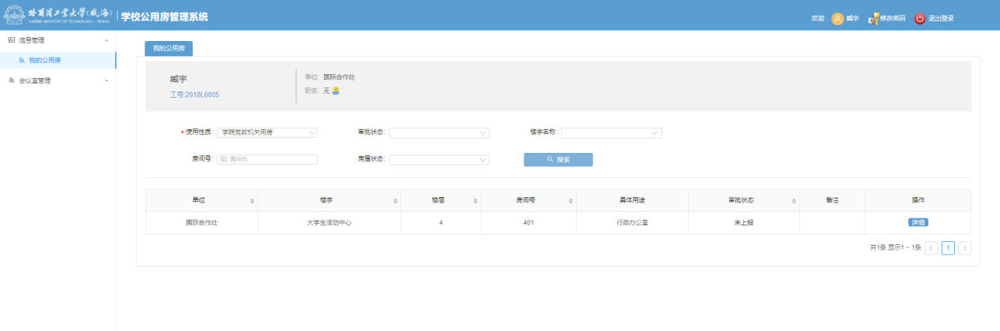 哈尔滨工业大学(威海)
HARBIN INSTITUTE OF TECHNOLOGY, WEIHAI
学校公用房管理系统
欢迎: 臧宇 修改密码 退出登录
信息管理
我的公用房
会议室管理
我的公用房
臧宇
工号:2018L6005
单位: 国际合作处
职务: 无
* 使用性质: 学院党政机关用房 审批状态: 楼宇名称:
房间号: 如: 南405 房屋状态: 搜索
单位 楼宇 楼层 房间号 具体用途 审批状态 备注 操作
国际合作处 大学生活动中心 4 401 行政办公室 未上报 详细
共1条 显示1 ~ 1条 < 1 >